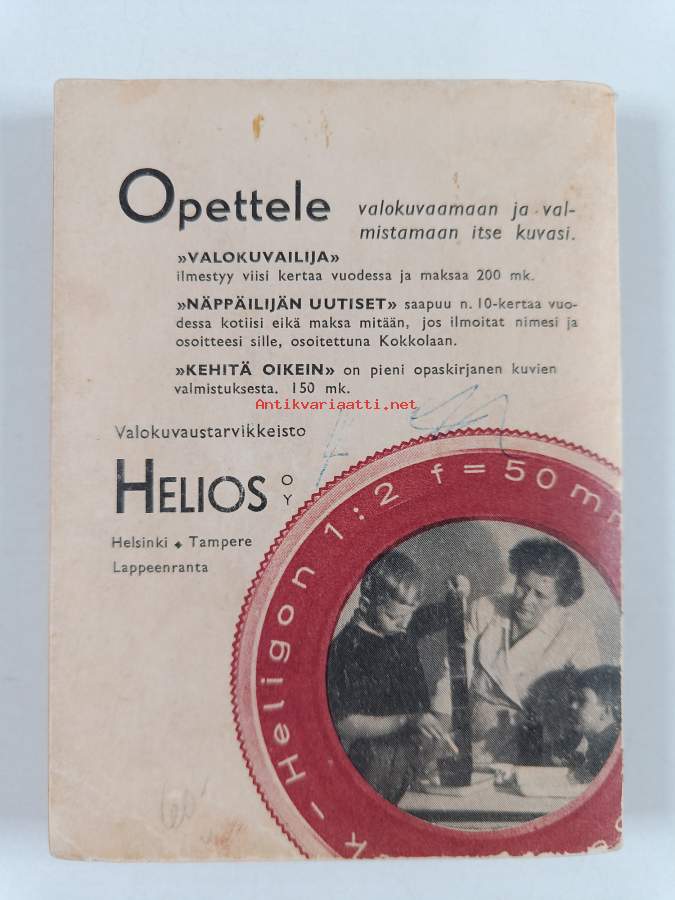 Opettele valokuvaamaan ja val-
mistamaan itse kuvasi.
»VALOKUVAILIJA»
ilmestyy viisi kertaa vuodessa ja maksaa 200 mk.
»NÄPPÄILIJÄN UUTISET» saapuu n. 10-kertaa vuo-
dessa kotiisi eikä maksa mitään, jos ilmoitat nimesi ja
osoitteesi sille, osoitettuna Kokkolaan.
»KEHITÄ OIKEIN» on pieni opaskirjanen kuvien
valmistuksesta. 150 mk.
Antikvariaatti.net
Valokuvaustarvikkeisto
HELIOS OY
Helsinki ◆ Tampere
Lappeenranta
– Heligon 1:2 f=50 mm